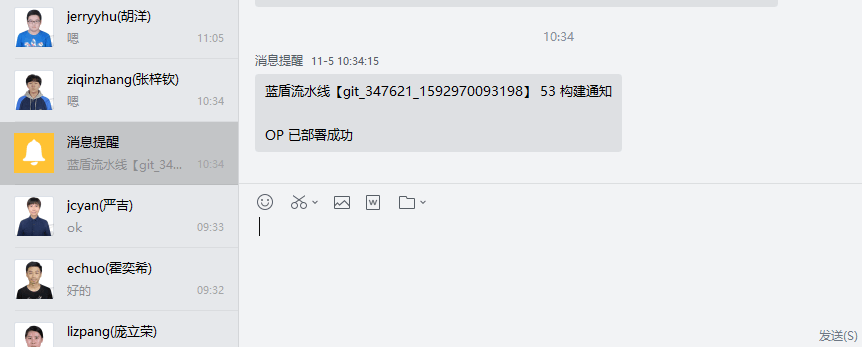 jerryyhu(胡洋)
嗯
11:05
ziqinzhang(张梓钦)
嗯
10:34
消息提醒
蓝盾流水线【git_34...
10:34
jcyan(严吉)
ok
09:33
echuo(霍奕希)
好的
09:32
lizpang(庞立荣)
10:34
消息提醒 11-5 10:34:15
蓝盾流水线【git_347621_1592970093198】 53 构建通知
OP 已部署成功
W
发送(S)